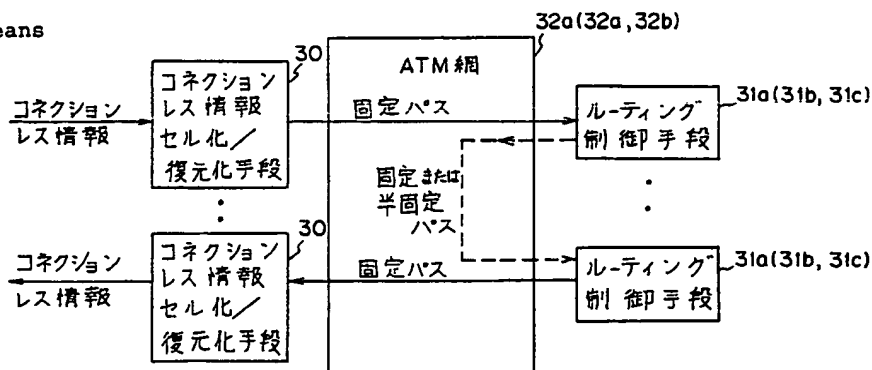 eans
32a(32a, 32b)
30
ATM網
コネクション
レス情報
コネクション
レス情報
セル化／
復元化手段
固定パス
ルーティング
制御手段
31a(31b, 31c)
固定または
半固定
パス
30
コネクション
レス情報
コネクション
レス情報
セル化／
復元化手段
固定パス
ルーティング
制御手段
31a(31b, 31c)